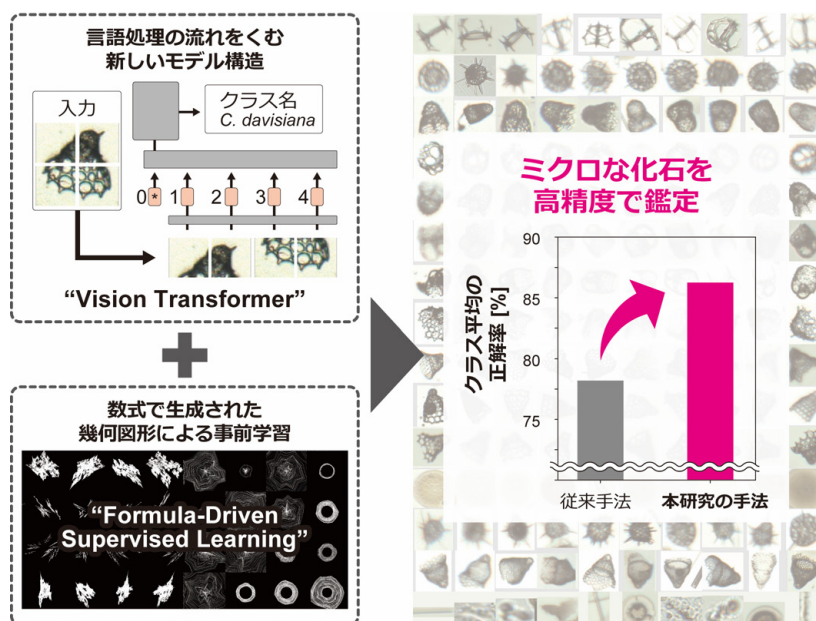 言語処理の流れをくむ
新しいモデル構造
入力
クラス名
C. davisiana
0 * 1 2 3 4
“Vision Transformer”
数式で生成された
幾何図形による事前学習
“Formula-Driven
Supervised Learning”
ミクロな化石を
高精度で鑑定
クラス平均の
正解率 [%]
90
85
80
75
従来手法 本研究の手法